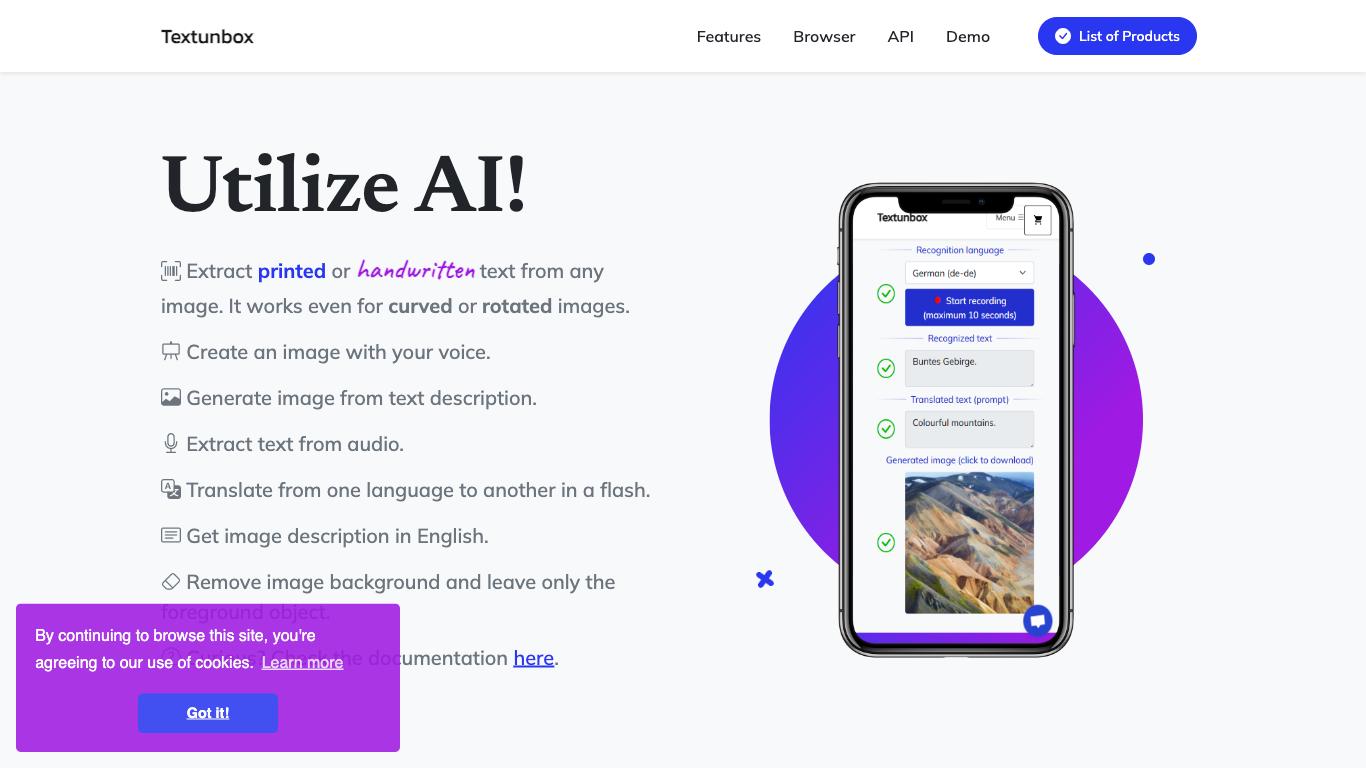 Textunbox
Features
Browser
API
Demo
List of Products
Utilize AI!
Extract printed or handwritten text from any
image. It works even for curved or rotated images.
Create an image with your voice.
Generate image from text description.
Extract text from audio.
Translate from one language to another in a flash.
Get image description in English.
Remove image background and leave only the
foreground object.
Curious? Check the documentation here.
By continuing to browse this site, you're
agreeing to our use of cookies. Learn more
Got it!
Textunbox
Menu
Recognition language
German (de-de)
Start recording
(maximum 10 seconds)
Recognized text
Buntes Gebirge.
Translated text (prompt)
Colourful mountains.
Generated image (click to download)